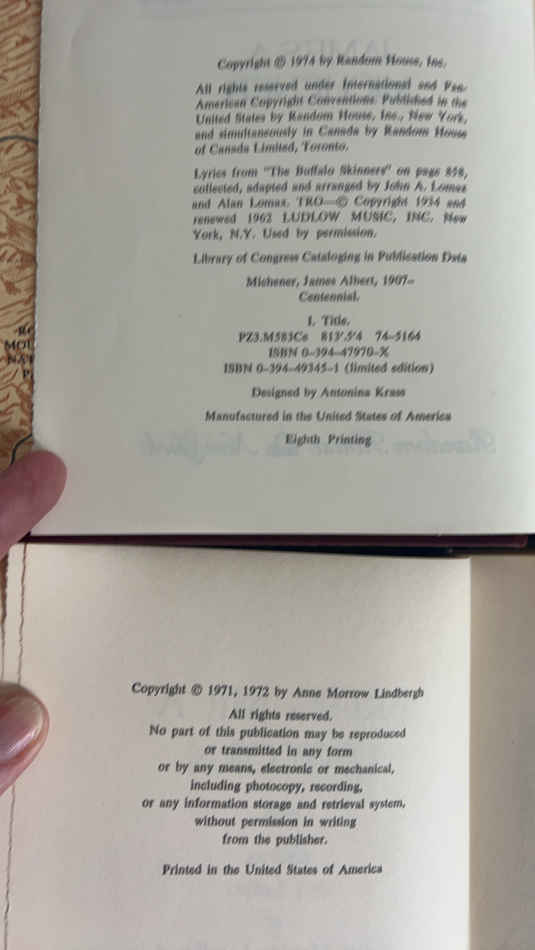 Copyright © 1974 by Random House, Inc.
All rights reserved under International and Pan-
American Copyright Conventions. Published in the
United States by Random House, Inc., New York,
and simultaneously in Canada by Random House
of Canada Limited, Toronto.
Lyrics from "The Buffalo Skinners" on page 858,
collected, adapted and arranged by John A. Lomax
and Alan Lomax. TRO—© Copyright 1934 and
renewed 1962 LUDLOW MUSIC, INC. New
York, N.Y. Used by permission.
Library of Congress Cataloging in Publication Data
Michener, James Albert, 1907–
Centennial.
I. Title.
PZ3.M583Ce 813'.5'4 74–5164
ISBN 0–394–47970–X
ISBN 0–394–49345–1 (limited edition)
Designed by Antonina Krass
Manufactured in the United States of America
Eighth Printing
Copyright © 1971, 1972 by Anne Morrow Lindbergh
All rights reserved.
No part of this publication may be reproduced
or transmitted in any form
or by any means, electronic or mechanical,
including photocopy, recording,
or any information storage and retrieval system,
without permission in writing
from the publisher.
Printed in the United States of America